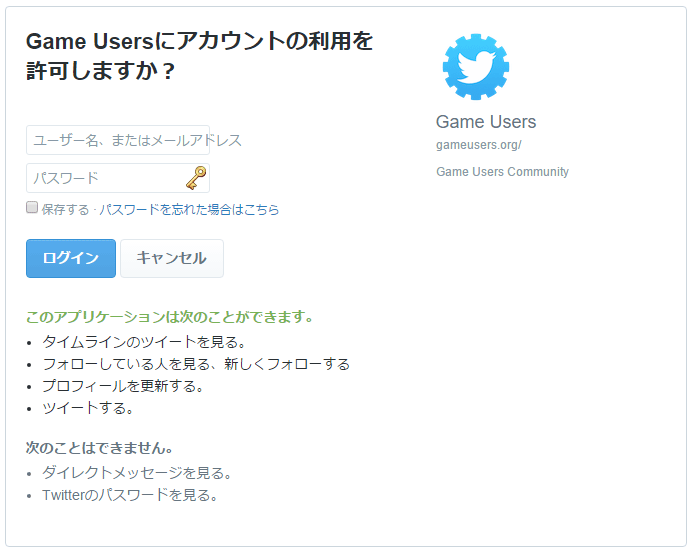 Game Usersにアカウントの利用を
許可しますか？
ユーザー名、またはメールアドレス
パスワード
保存する · パスワードを忘れた場合はこちら
ログイン
キャンセル
このアプリケーションは次のことができます。
• タイムラインのツイートを見る。
• フォローしている人を見る、新しくフォローする
• プロフィールを更新する。
• ツイートする。
次のことはできません。
• ダイレクトメッセージを見る。
• Twitterのパスワードを見る。
Game Users
gameusers.org/
Game Users Community